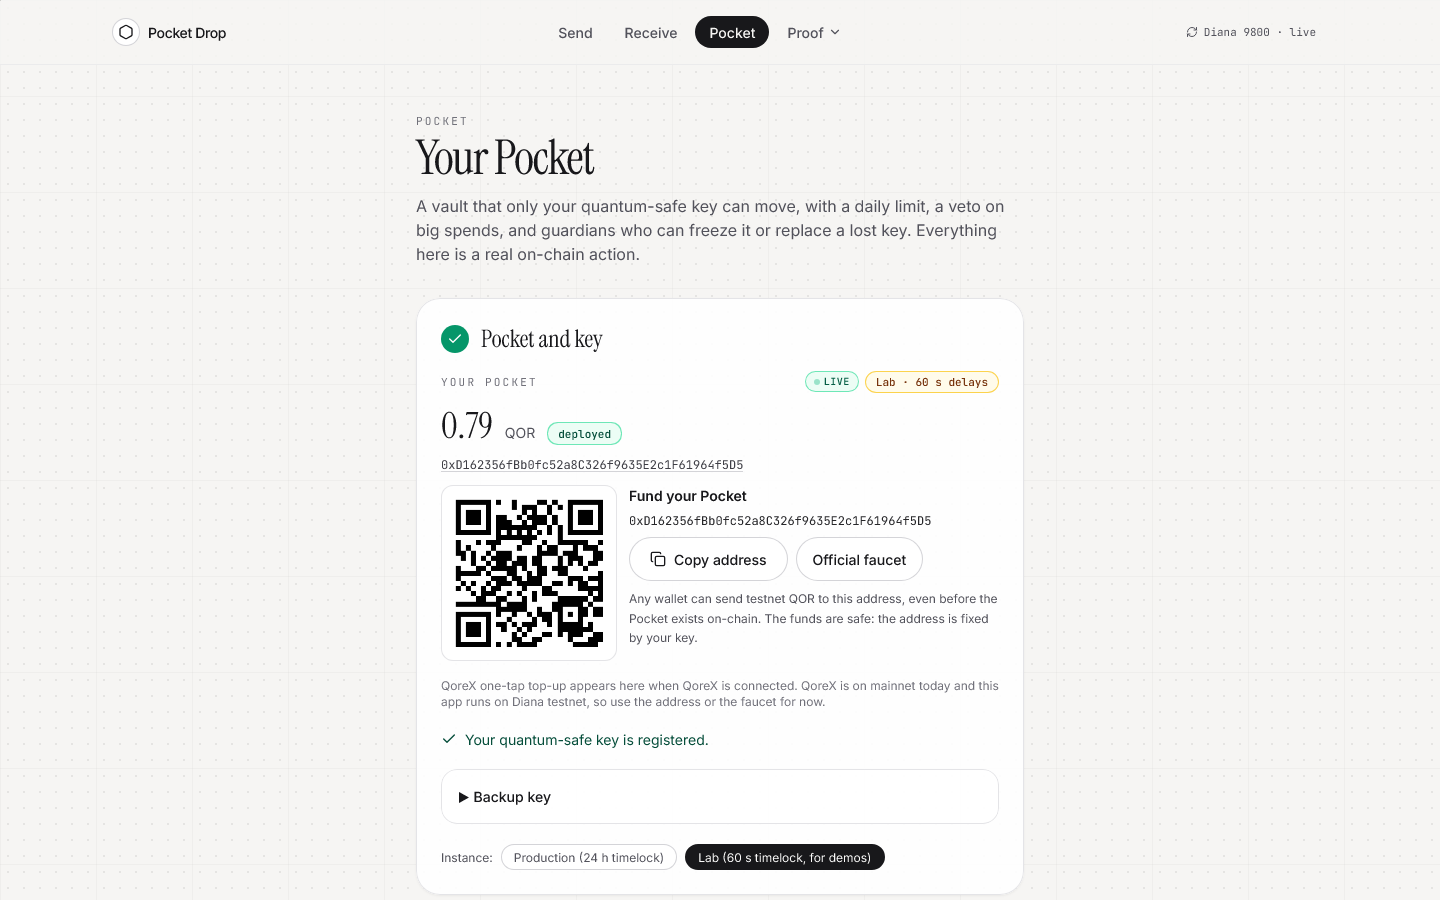 Pocket Drop
Send
Receive
Pocket
Proof
Diana 9800 · live
POCKET
Your Pocket
A vault that only your quantum-safe key can move, with a daily limit, a veto on
big spends, and guardians who can freeze it or replace a lost key. Everything
here is a real on-chain action.
Pocket and key
YOUR POCKET
LIVE
Lab · 60 s delays
0.79 QOR deployed
0xD162356fBb0fc52a8C326f9635E2c1F61964f5D5
Fund your Pocket
0xD162356fBb0fc52a8C326f9635E2c1F61964f5D5
Copy address
Official faucet
Any wallet can send testnet QOR to this address, even before the
Pocket exists on-chain. The funds are safe: the address is fixed
by your key.
QoreX one-tap top-up appears here when QoreX is connected. QoreX is on mainnet today and this
app runs on Diana testnet, so use the address or the faucet for now.
Your quantum-safe key is registered.
Backup key
Instance:
Production (24 h timelock)
Lab (60 s timelock, for demos)